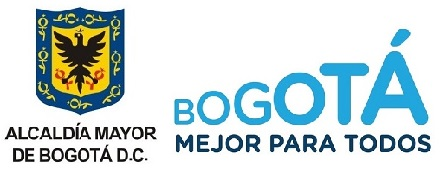 ALCALDÍA MAYOR
DE BOGOTÁ D.C.
BOGOTÁ
MEJOR PARA TODOS